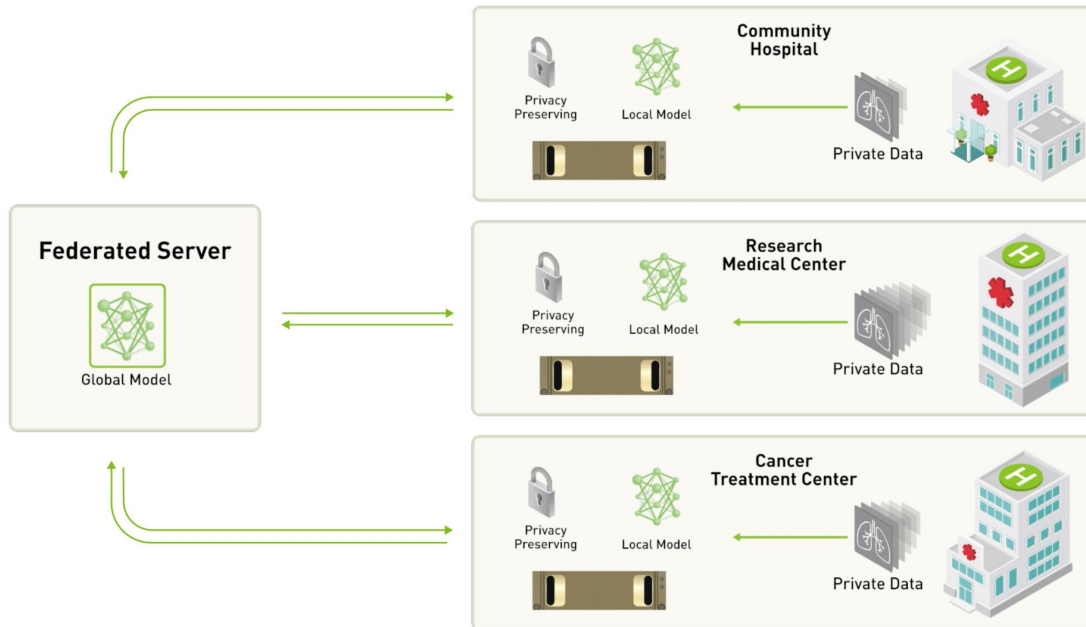 Community
Hospital
Privacy
Preserving
Local Model
Private Data
H
Federated Server
Global Model
Research
Medical Center
Privacy
Preserving
Local Model
Private Data
H
Cancer
Treatment Center
Privacy
Preserving
Local Model
Private Data
H